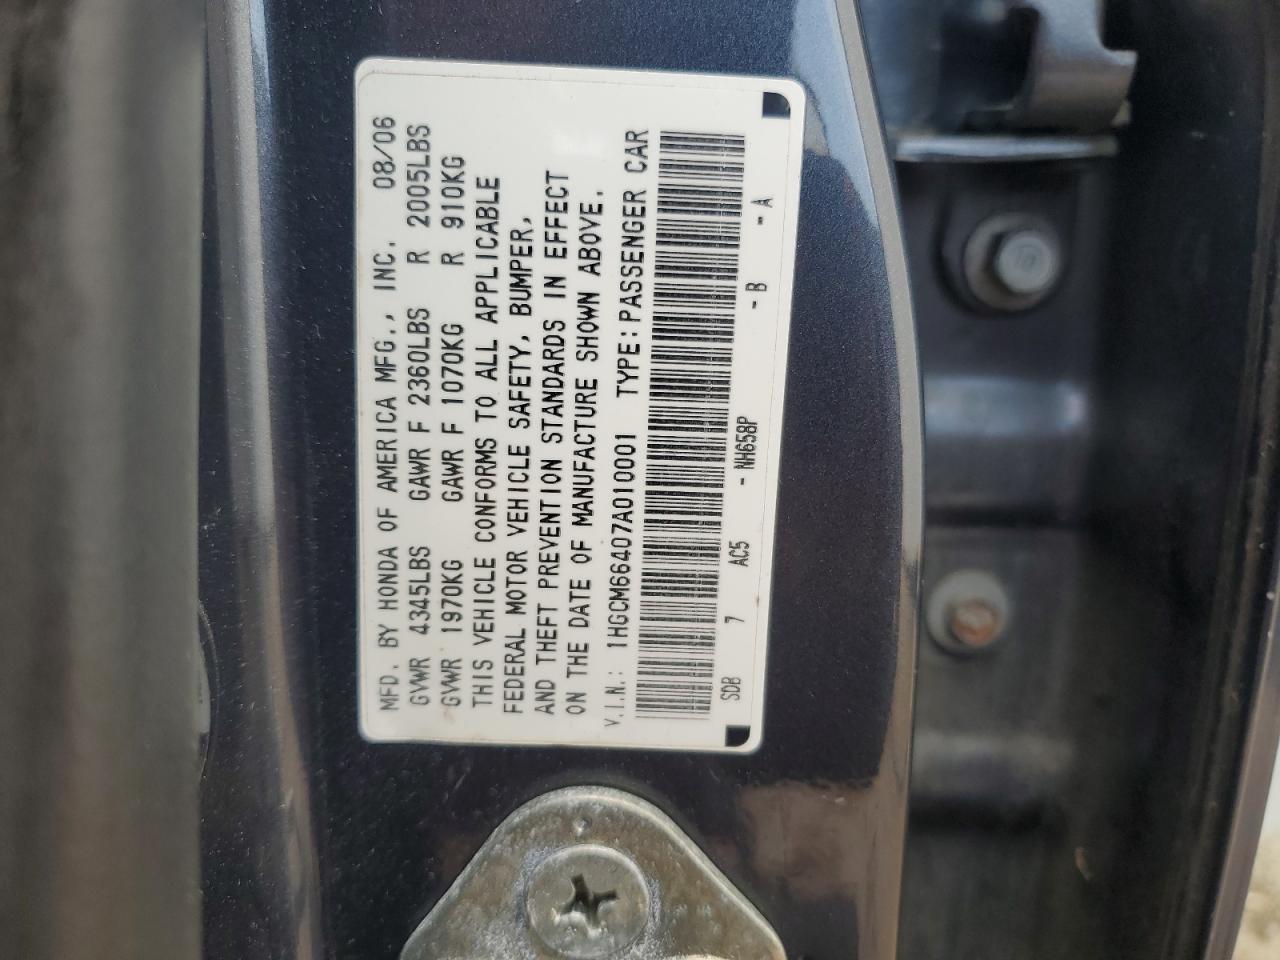 MFD. BY HONDA OF AMERICA MFG., INC. 08/06
GVWR 4345LBS GAWR F 2360LBS R 2005LBS
GVWR 1970KG GAWR F 1070KG R 910KG
THIS VEHICLE CONFORMS TO ALL APPLICABLE
FEDERAL MOTOR VEHICLE SAFETY, BUMPER,
AND THEFT PREVENTION STANDARDS IN EFFECT
ON THE DATE OF MANUFACTURE SHOWN ABOVE.
V.I.N.: 1HGCM66407A010001 TYPE: PASSENGER CAR
SDB 7 AC5 - NH658P - B - A